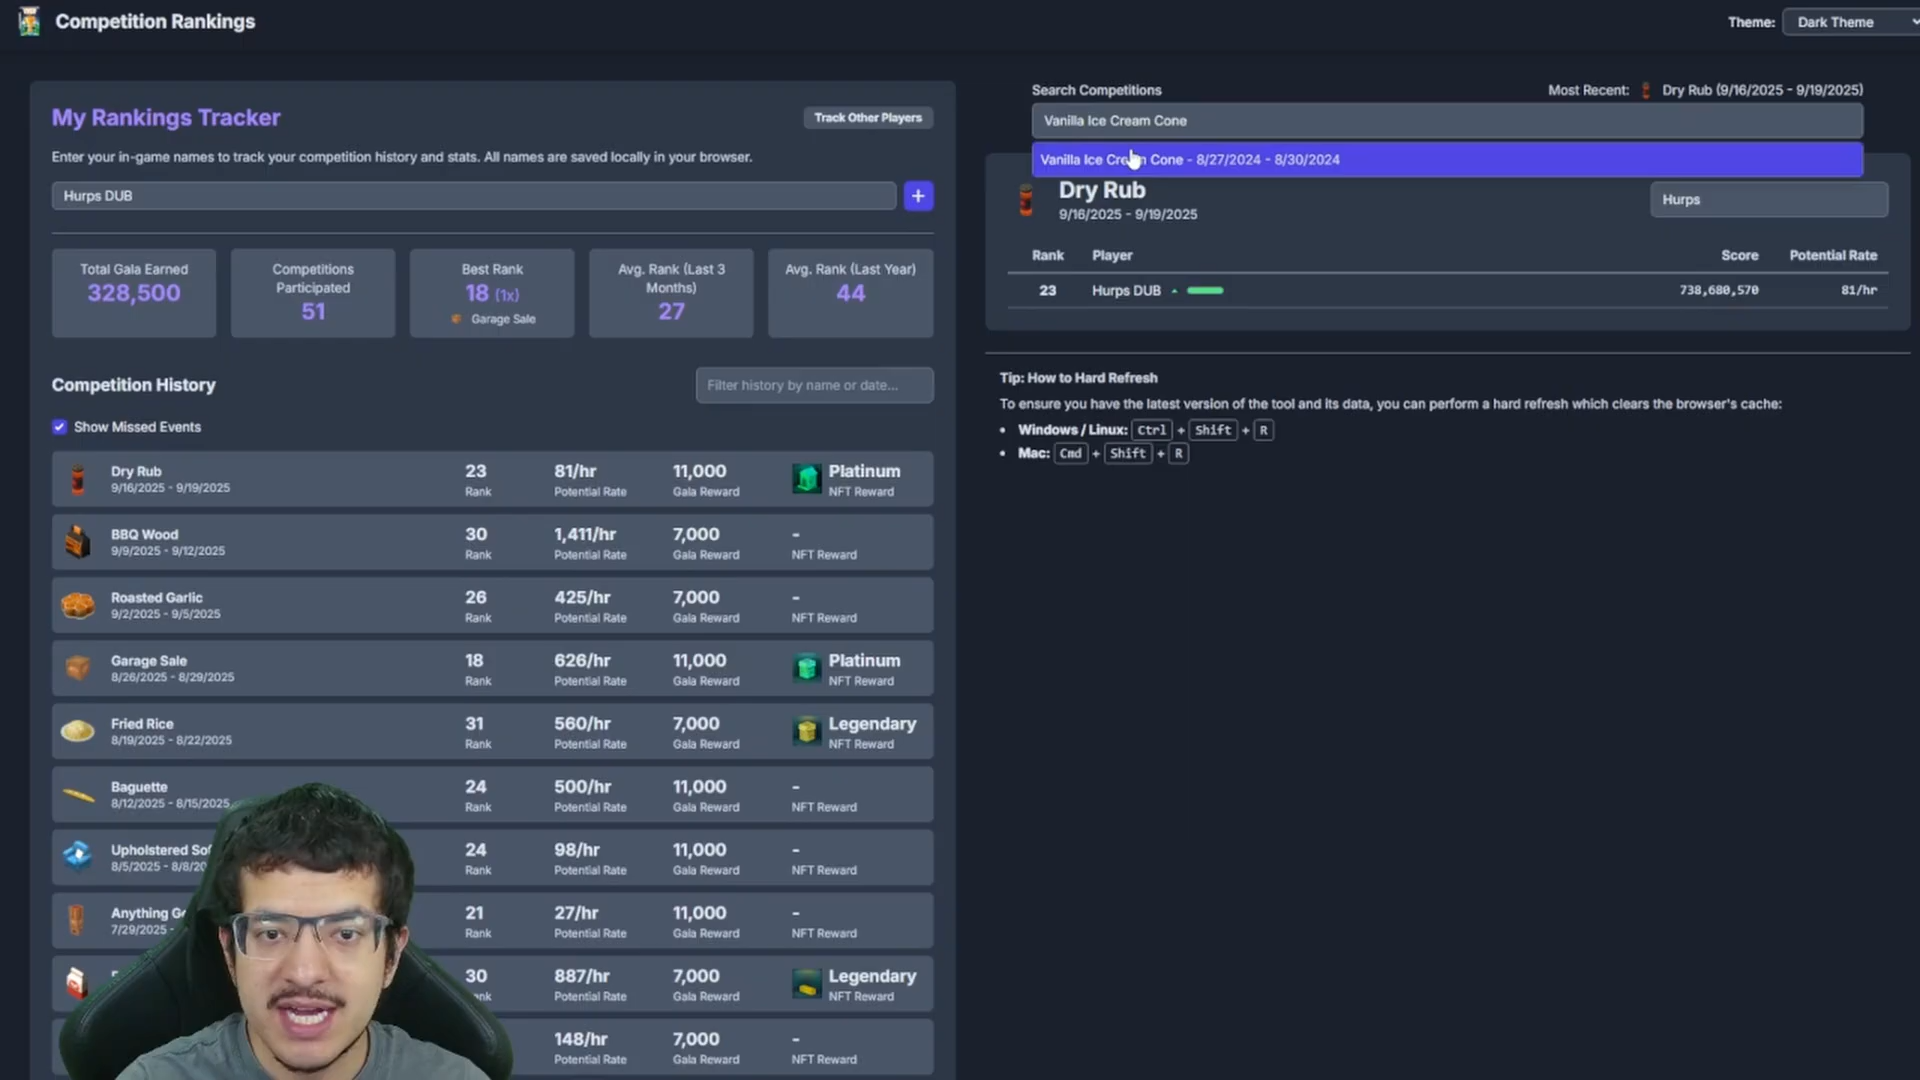 Competition Rankings
Theme: Dark Theme
My Rankings Tracker
Track Other Players
Enter your in-game names to track your competition history and stats. All names are saved locally in your browser.
Hurps DUB
+
Total Gala Earned
328,500
Competitions
Participated
51
Best Rank
18 (1x)
Garage Sale
Avg. Rank (Last 3
Months)
27
Avg. Rank (Last Year)
44
Competition History
Filter history by name or date...
Show Missed Events
Dry Rub 23 81/hr 11,000 Platinum
9/16/2025 - 9/19/2025 Rank Potential Rate Gala Reward NFT Reward
BBQ Wood 30 1,411/hr 7,000 -
9/9/2025 - 9/12/2025 Rank Potential Rate Gala Reward NFT Reward
Roasted Garlic 26 425/hr 7,000 -
9/2/2025 - 9/5/2025 Rank Potential Rate Gala Reward NFT Reward
Garage Sale 18 626/hr 11,000 Platinum
8/26/2025 - 8/29/2025 Rank Potential Rate Gala Reward NFT Reward
Fried Rice 31 560/hr 7,000 Legendary
8/19/2025 - 8/22/2025 Rank Potential Rate Gala Reward NFT Reward
Baguette 24 500/hr 11,000 -
8/12/2025 - 8/15/2025 Rank Potential Rate Gala Reward NFT Reward
Upholstered 24 98/hr 11,000 -
8/5/2025 - Rank Potential Rate Gala Reward NFT Reward
Anything 21 27/hr 11,000 -
7/29/2025 - Rank Potential Rate Gala Reward NFT Reward
30 887/hr 7,000 Legendary
Potential Rate Gala Reward NFT Reward
148/hr 7,000 -
Potential Rate Gala Reward NFT Reward
Search Competitions
Most Recent: Dry Rub (9/16/2025 - 9/19/2025)
Vanilla Ice Cream Cone
Vanilla Ice Cream Cone - 8/27/2024 - 8/30/2024
Dry Rub
9/16/2025 - 9/19/2025
Hurps
Rank Player Score Potential Rate
23 Hurps DUB 738,680,570 81/hr
Tip: How to Hard Refresh
To ensure you have the latest version of the tool and its data, you can perform a hard refresh which clears the browser's cache:
• Windows / Linux: Ctrl + Shift + R
• Mac: Cmd + Shift + R